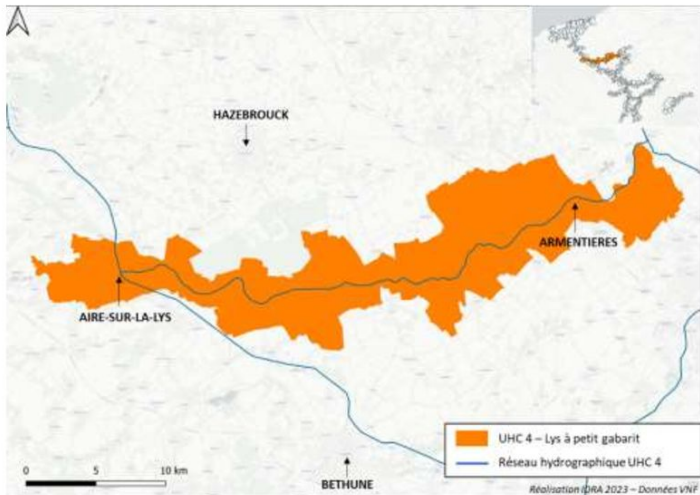 HAZEBROUCK
ARMENTIERES
AIRE-SUR-LA-LYS
UHC 4 – Lys à petit gabarit
Réseau hydrographique UHC 4
0 5 10 km
BETHUNE
Réalisation IDRA 2023 – Données VNF